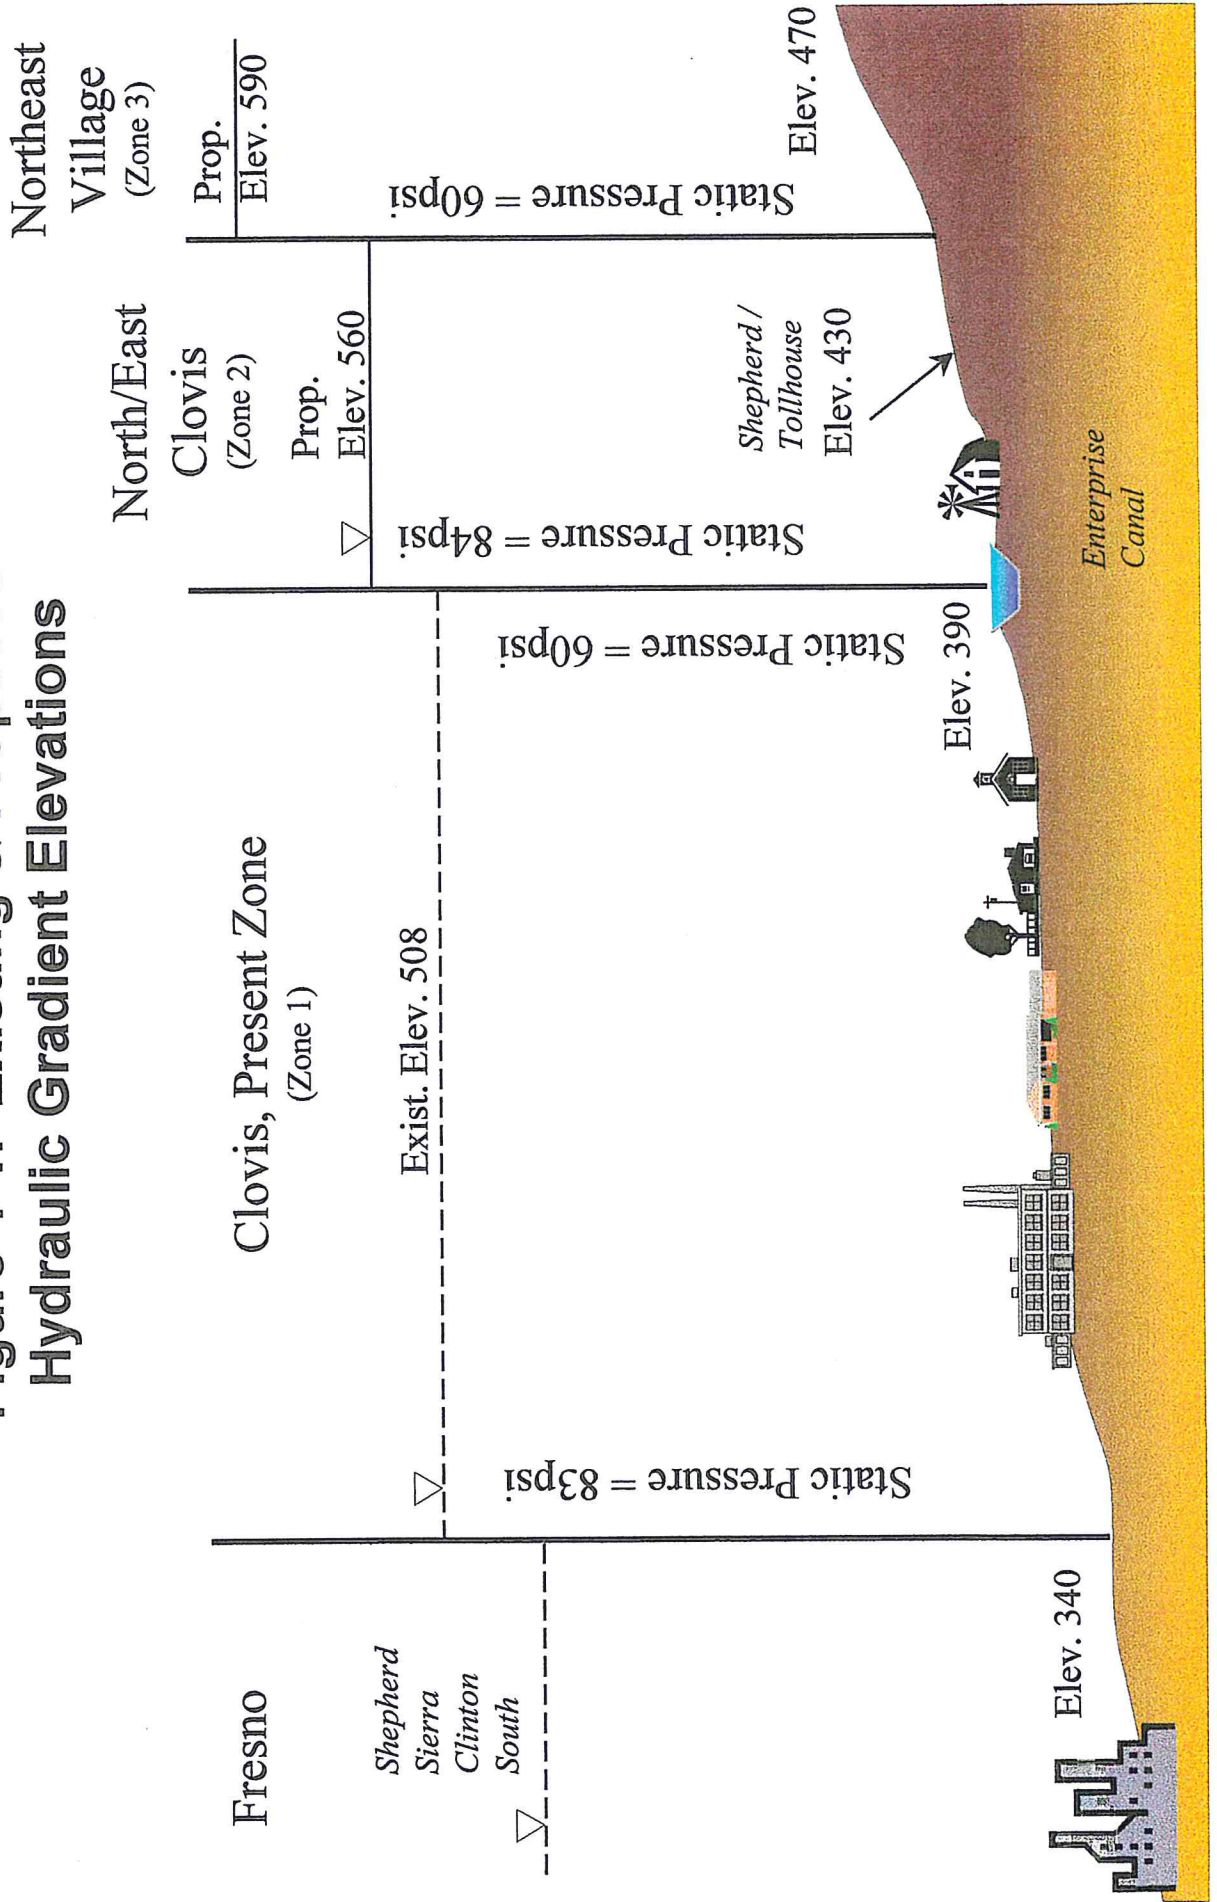 Hydraulic Gradient Elevations
Fresno
Shepherd
Sierra
Clinton
South
Elev. 340
Clovis, Present Zone
(Zone 1)
Exist. Elev. 508
Static Pressure = 83psi
Static Pressure = 60psi
Elev. 390
North/East
Clovis
(Zone 2)
Prop.
Elev. 560
Static Pressure = 84psi
Shepherd /
Tollhouse
Elev. 430
Enterprise
Canal
Northeast
Village
(Zone 3)
Prop.
Elev. 590
Static Pressure = 60psi
Elev. 470